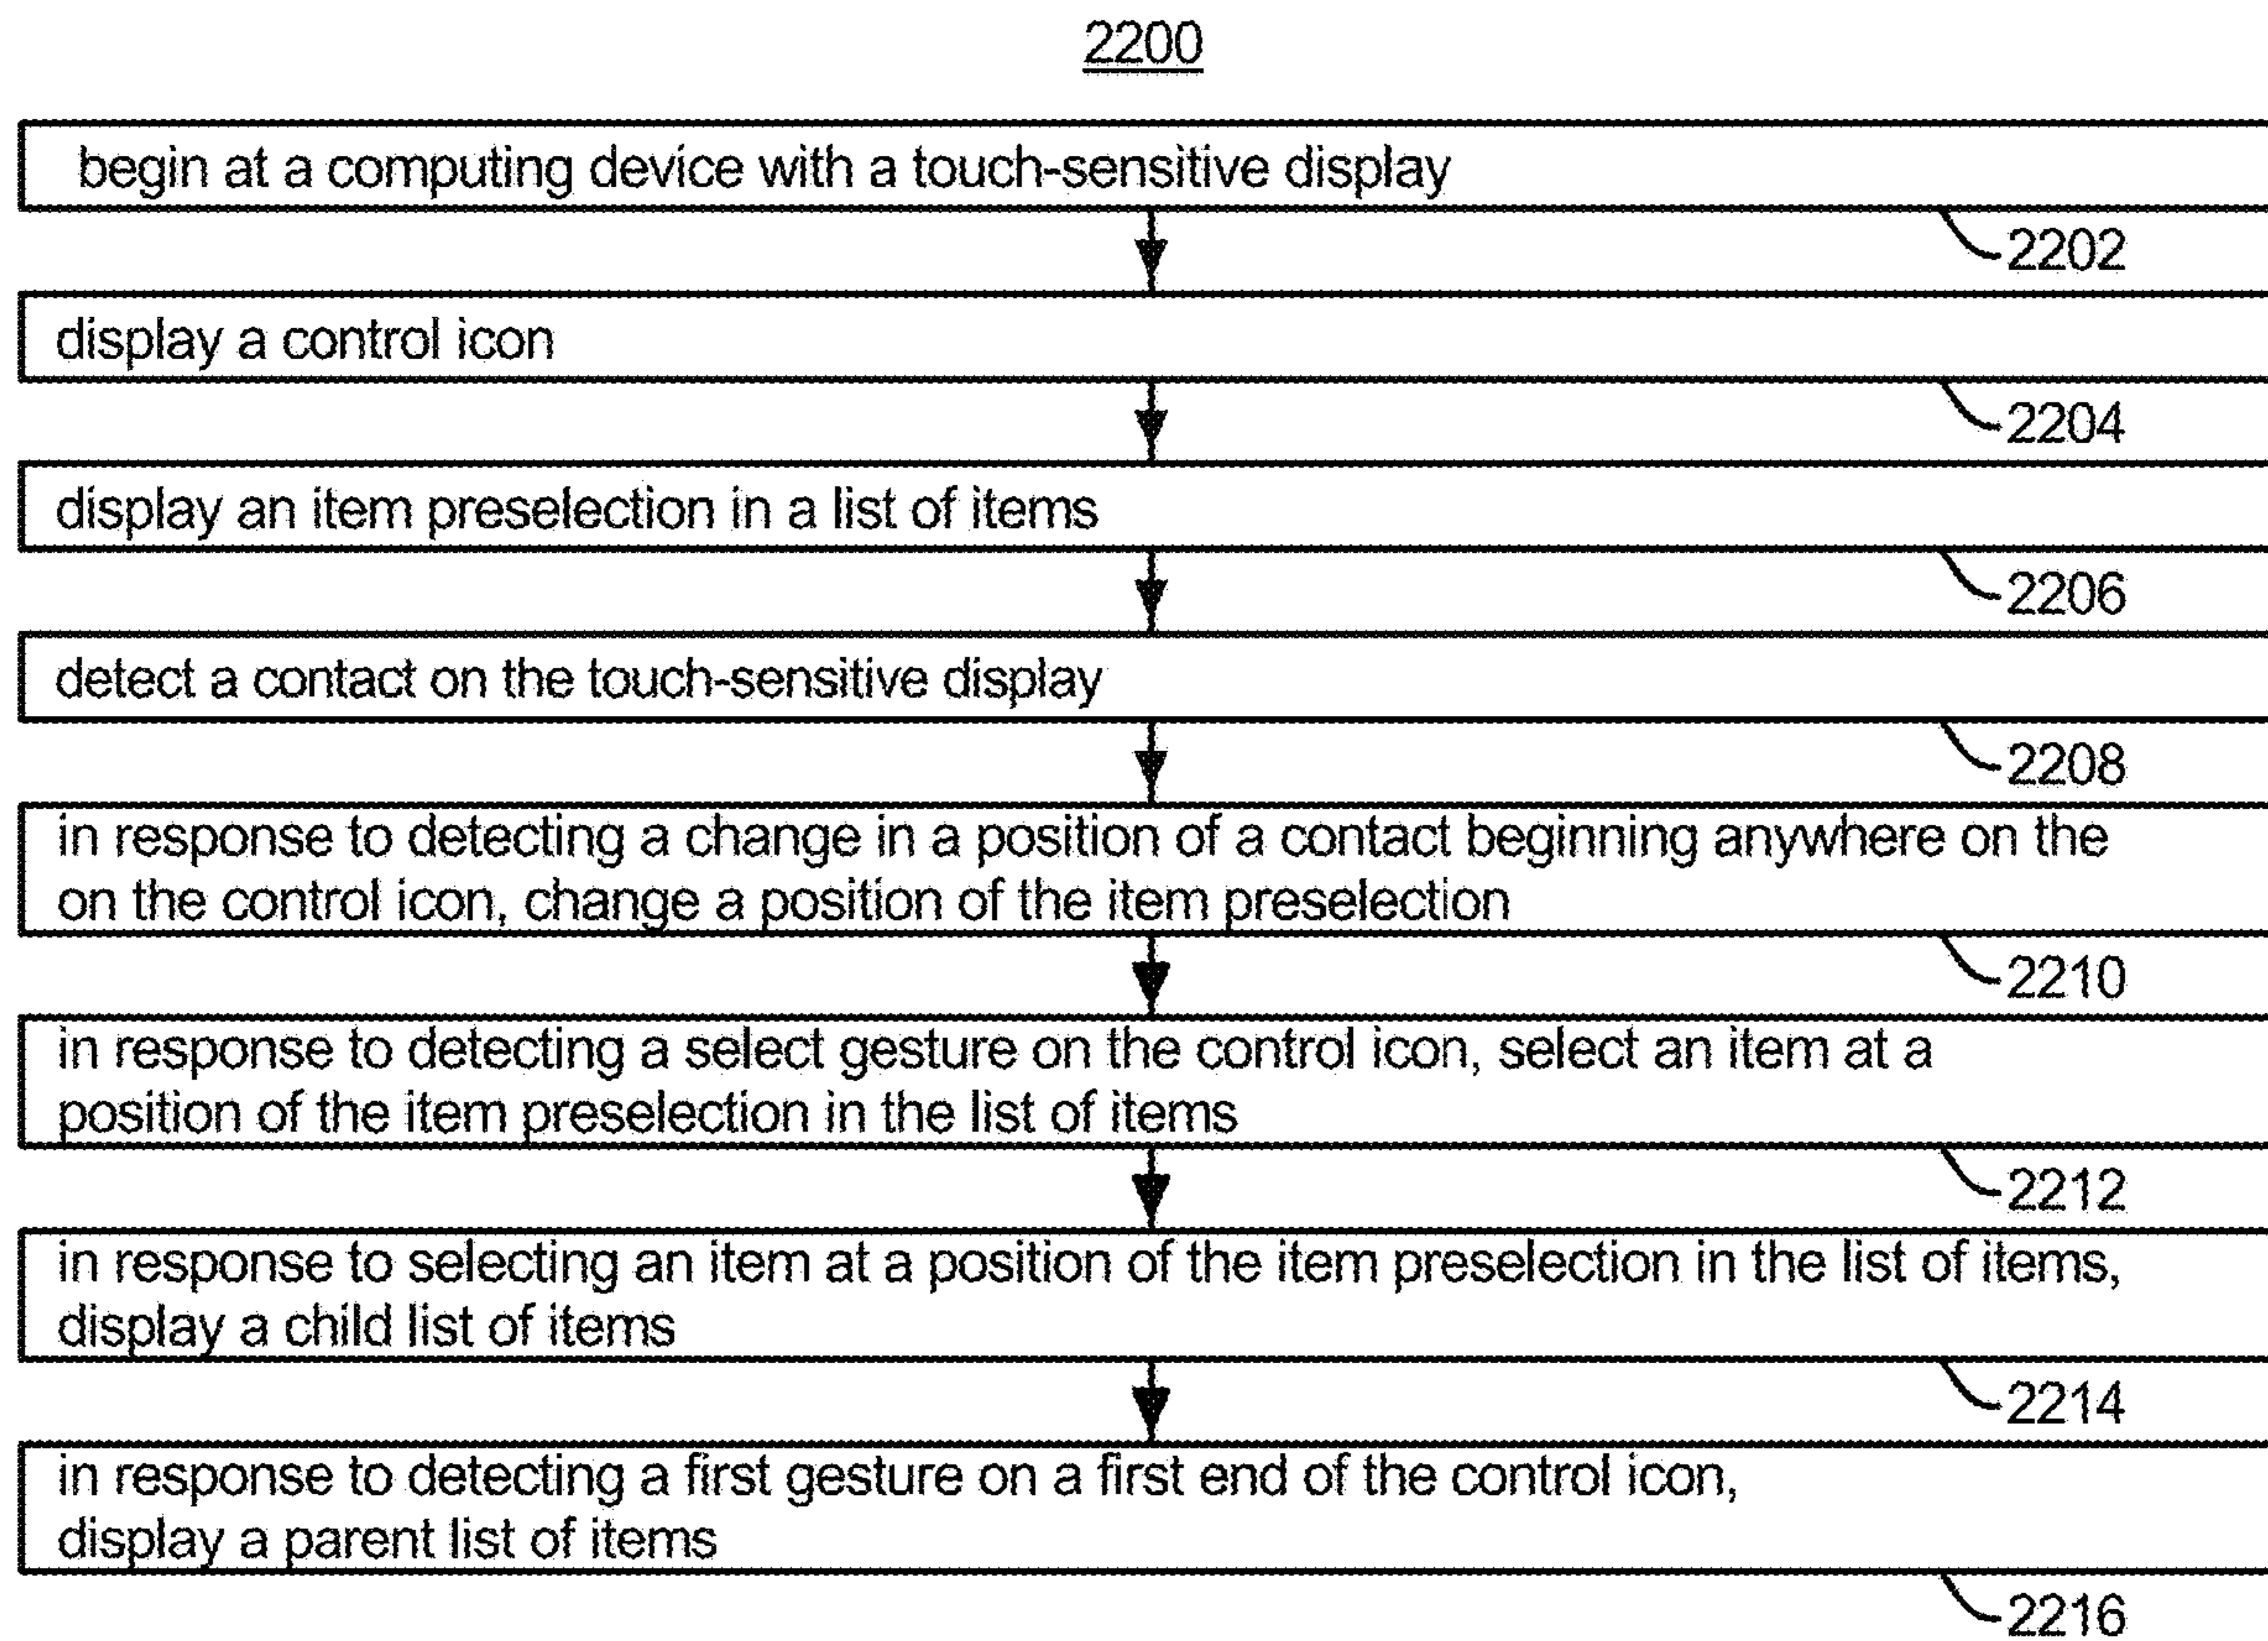 2200
begin at a computing device with a touch-sensitive display
2202
display a control icon
2204
display an item preselection in a list of items
2206
detect a contact on the touch-sensitive display
2208
in response to detecting a change in a position of a contact beginning anywhere on the
on the control icon, change a position of the item preselection
2210
in response to detecting a select gesture on the control icon, select an item at a
position of the item preselection in the list of items
2212
in response to selecting an item at a position of the item preselection in the list of items,
display a child list of items
2214
in response to detecting a first gesture on a first end of the control icon,
display a parent list of items
2216